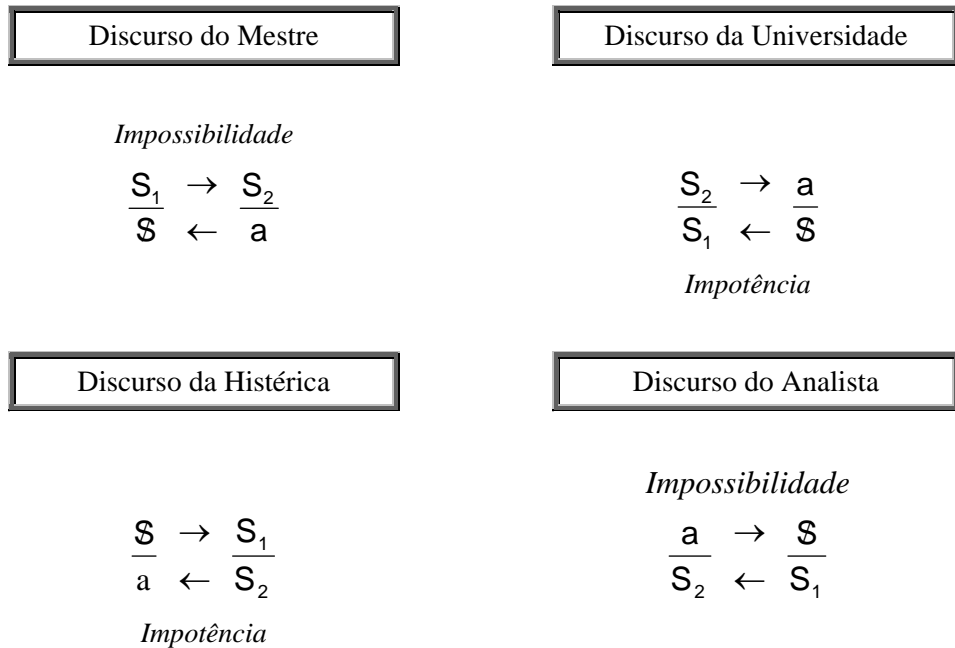 Discurso do Mestre
Impossibilidade
S₁ → S₂
$ ← a
Discurso da Universidade
S₂ → a
S₁ ← $
Impotência
Discurso da Histérica
$ → S₁
a ← S₂
Impotência
Discurso do Analista
Impossibilidade
a → $
S₂ ← S₁